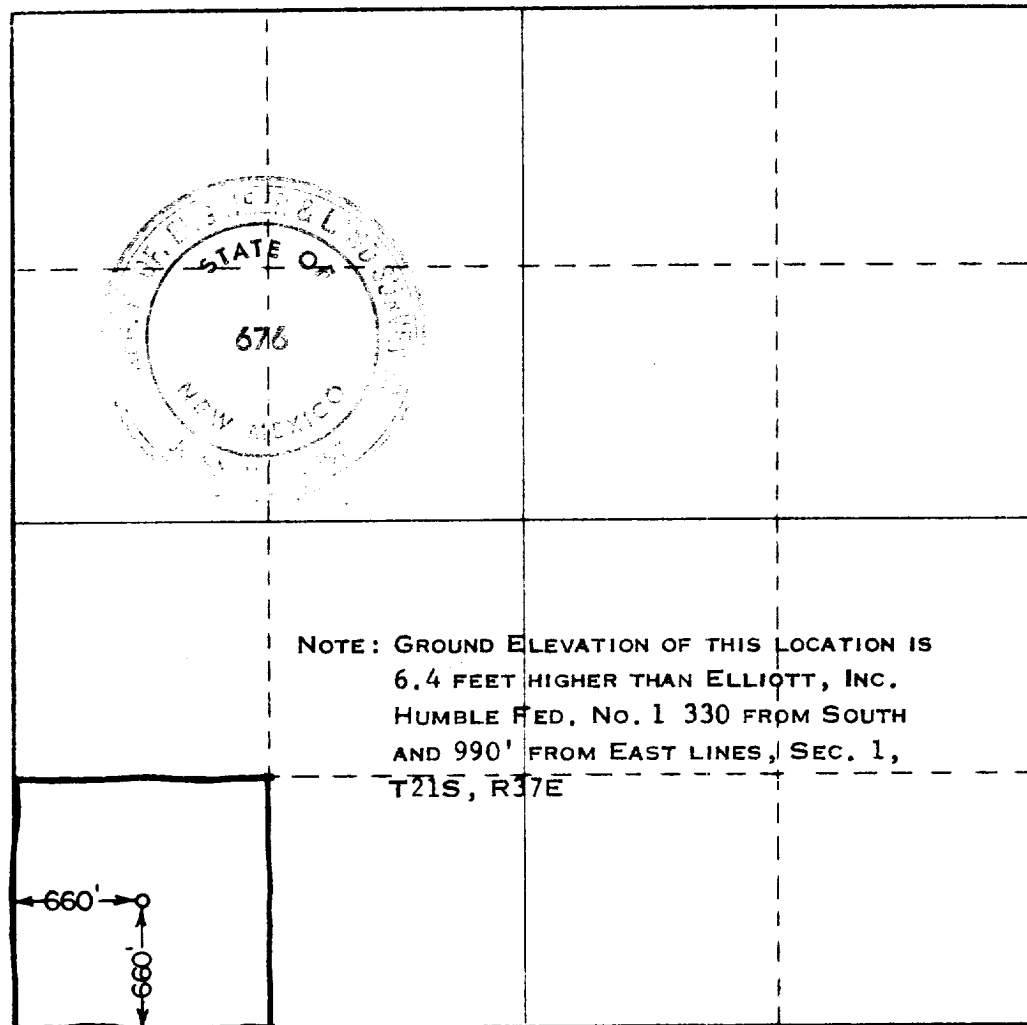 & L
STATE OF
676
NEW MEXICO
NOTE: GROUND ELEVATION OF THIS LOCATION IS
6.4 FEET HIGHER THAN ELLIOTT, INC.
HUMBLE FED. NO. 1 330 FROM SOUTH
AND 990' FROM EAST LINES, SEC. 1,
T21S, R37E
660'
660'